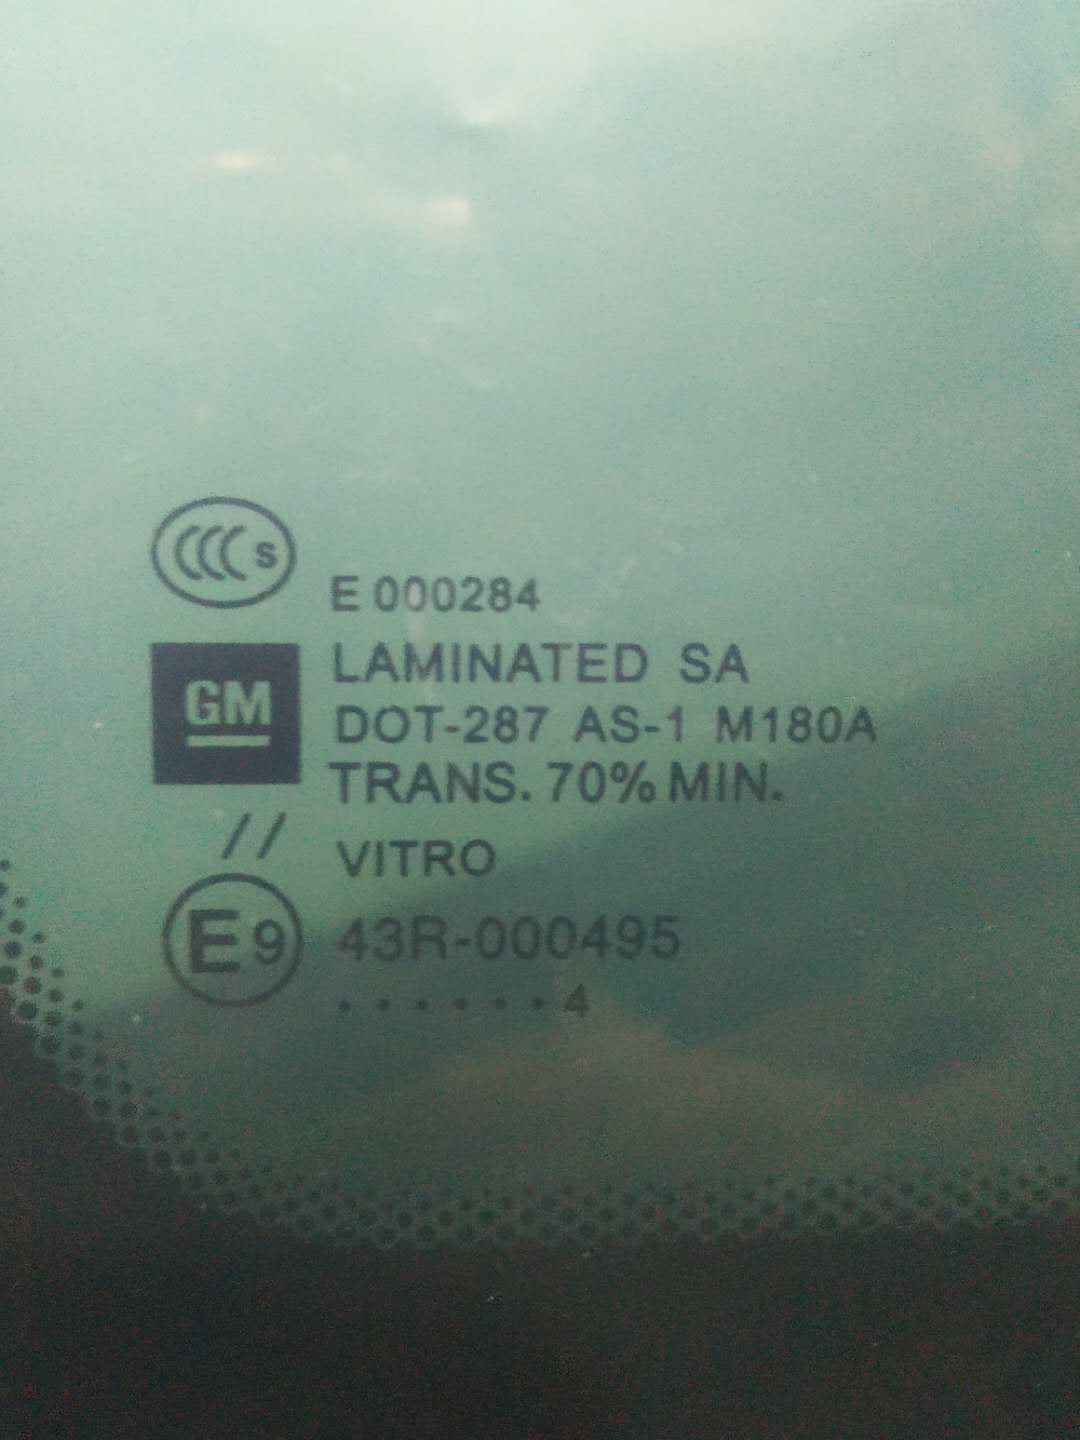 CCC S
E 000284
GM
LAMINATED SA
DOT-287 AS-1 M180A
TRANS. 70% MIN.
// VITRO
E9 43R-000495
. . . . . . 4